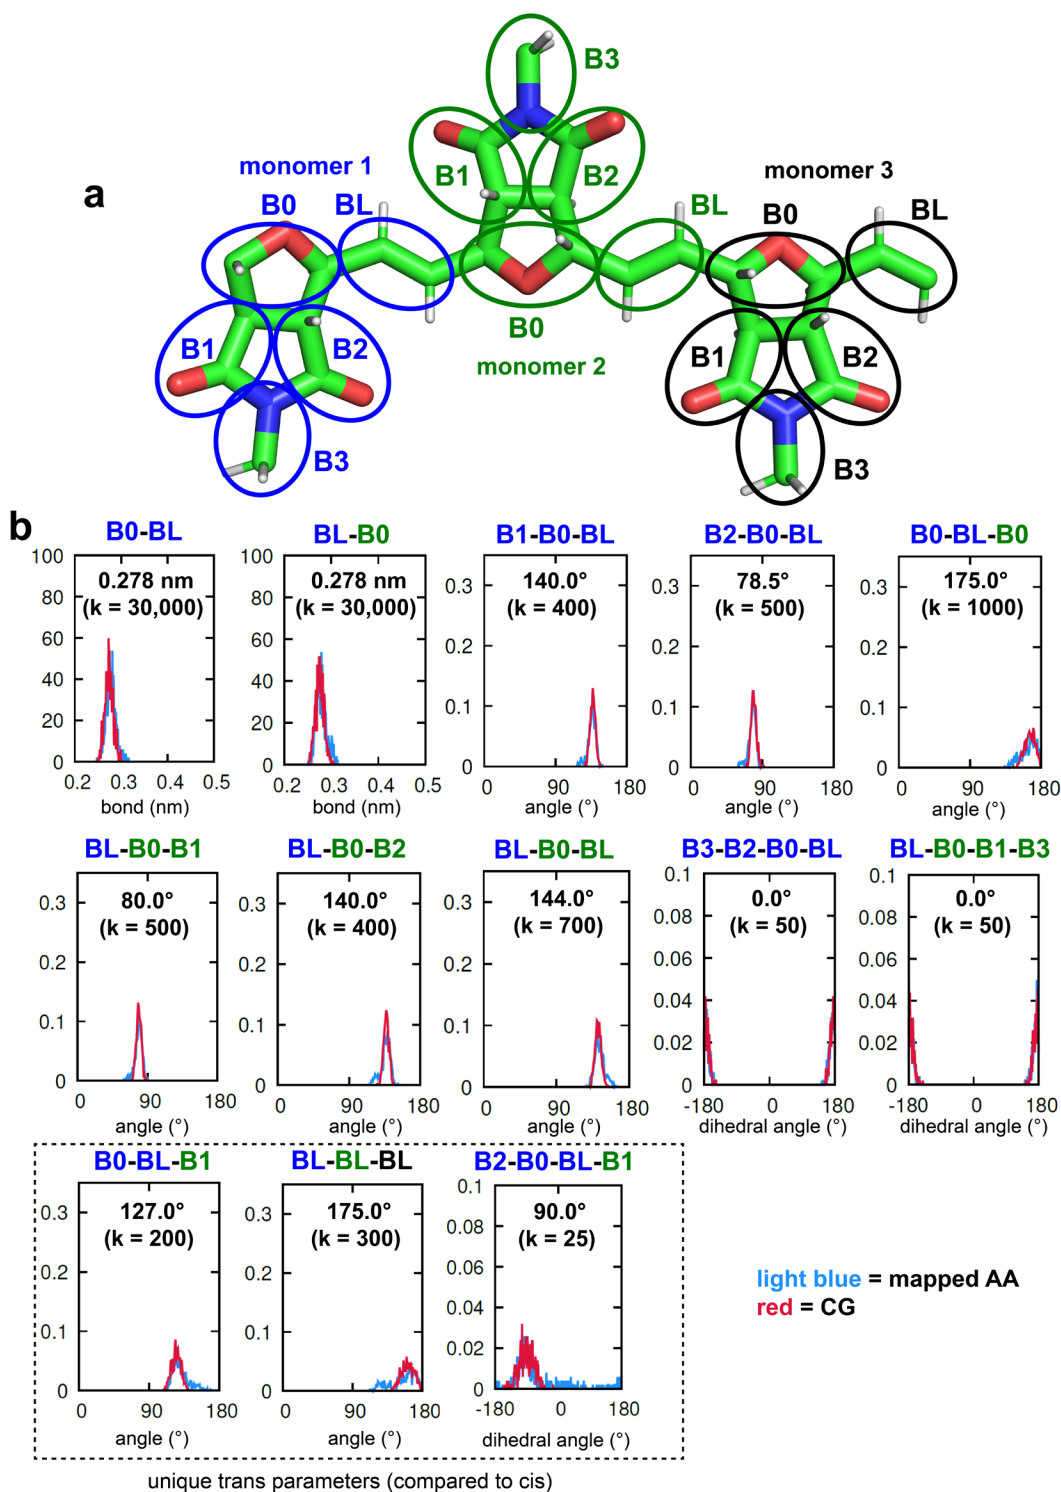 a
monomer 1
B0
BL
B1
B2
B3
B3
B1
B2
BL
B0
monomer 2
monomer 3
B0
BL
B1
B2
B3
b
B0-BL
0.278 nm
(k = 30,000)
100
80
60
40
20
0
0.2 0.3 0.4 0.5
bond (nm)
BL-B0
0.278 nm
(k = 30,000)
100
80
60
40
20
0
0.2 0.3 0.4 0.5
bond (nm)
B1-B0-BL
140.0°
(k = 400)
0.3
0.2
0.1
0
0 90 180
angle (°)
B2-B0-BL
78.5°
(k = 500)
0.3
0.2
0.1
0
0 90 180
angle (°)
B0-BL-B0
175.0°
(k = 1000)
0.3
0.2
0.1
0
0 90 180
angle (°)
BL-B0-B1
80.0°
(k = 500)
0.3
0.2
0.1
0
0 90 180
angle (°)
BL-B0-B2
140.0°
(k = 400)
0.3
0.2
0.1
0
0 90 180
angle (°)
BL-B0-BL
144.0°
(k = 700)
0.3
0.2
0.1
0
0 90 180
angle (°)
B3-B2-B0-BL
0.0°
(k = 50)
0.1
0.08
0.06
0.04
0.02
0
-180 0 180
dihedral angle (°)
BL-B0-B1-B3
0.0°
(k = 50)
0.1
0.08
0.06
0.04
0.02
0
-180 0 180
dihedral angle (°)
B0-BL-B1
127.0°
(k = 200)
0.3
0.2
0.1
0
0 90 180
angle (°)
BL-BL-BL
175.0°
(k = 300)
0.3
0.2
0.1
0
0 90 180
angle (°)
B2-B0-BL-B1
90.0°
(k = 25)
0.1
0.08
0.06
0.04
0.02
0
-180 0 180
dihedral angle (°)
light blue = mapped AA
red = CG
unique trans parameters (compared to cis)